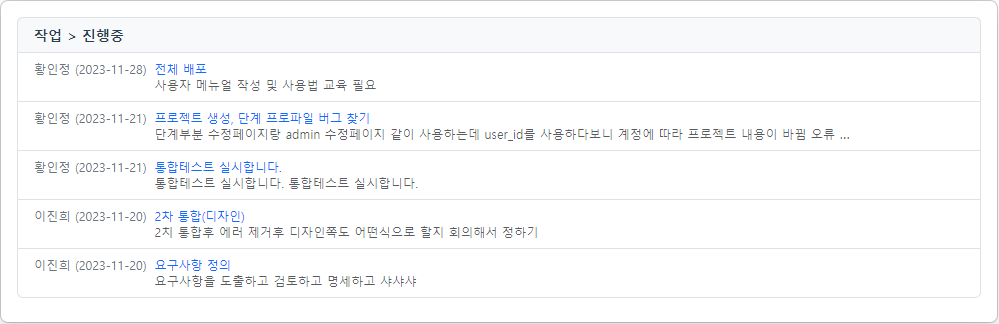 작업 > 진행중
황인정 (2023-11-28) 전체 배포
사용자 메뉴얼 작성 및 사용법 교육 필요
황인정 (2023-11-21) 프로젝트 생성, 단계 프로파일 버그 찾기
단계부분 수정페이지랑 admin 수정페이지 같이 사용하는데 user_id를 사용하다보니 계정에 따라 프로젝트 내용이 바뀜 오류 ...
황인정 (2023-11-21) 통합테스트 실시합니다.
통합테스트 실시합니다. 통합테스트 실시합니다.
이진희 (2023-11-20) 2차 통합(디자인)
2치 통합후 에러 제거후 디자인쪽도 어떤식으로 할지 회의해서 정하기
이진희 (2023-11-20) 요구사항 정의
요구사항을 도출하고 검토하고 명세하고 샤샤샤